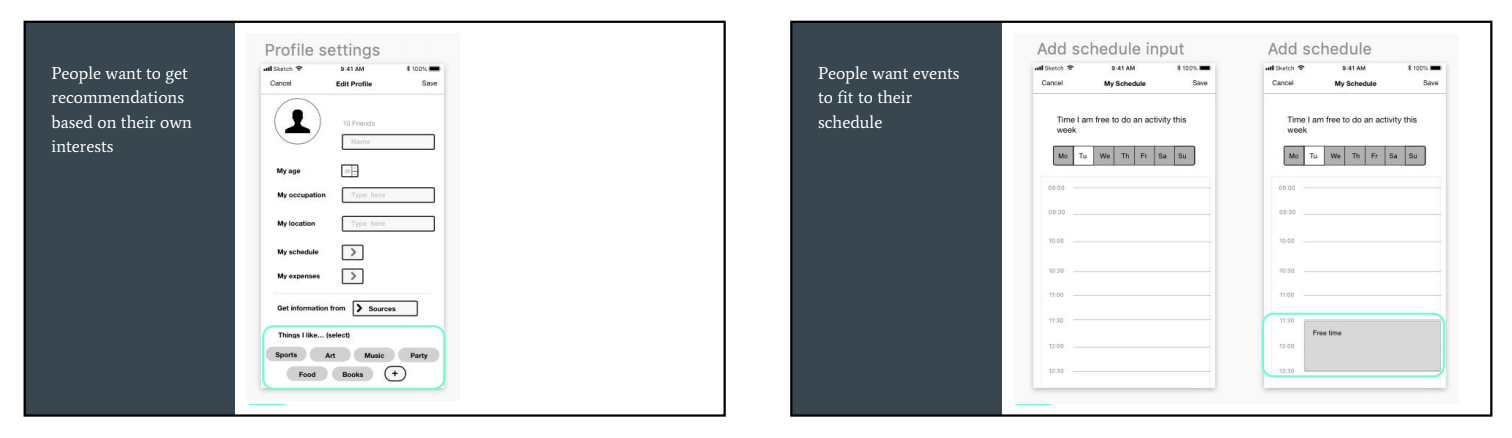 People want to get
recommendations
based on their own
interests
Profile settings
Sketch 9:41 AM 100%
Cancel Edit Profile Save
10 Friends
Name
My age
My occupation Type here
My location Type here
My schedule
My expenses
Get information from Sources
Things I like... (select)
Sports Art Music Party
Food Books +
People want events
to fit to their
schedule
Add schedule input
Sketch 9:41 AM 100%
Cancel My Schedule Save
Time I am free to do an activity this
week
Mo Tu We Th Fr Sa Su
09:00
09:30
10:00
10:30
11:00
11:30
12:00
12:30
Add schedule
Sketch 9:41 AM 100%
Cancel My Schedule Save
Time I am free to do an activity this
week
Mo Tu We Th Fr Sa Su
09:00
09:30
10:00
10:30
11:00
11:30
Free time
12:00
12:30